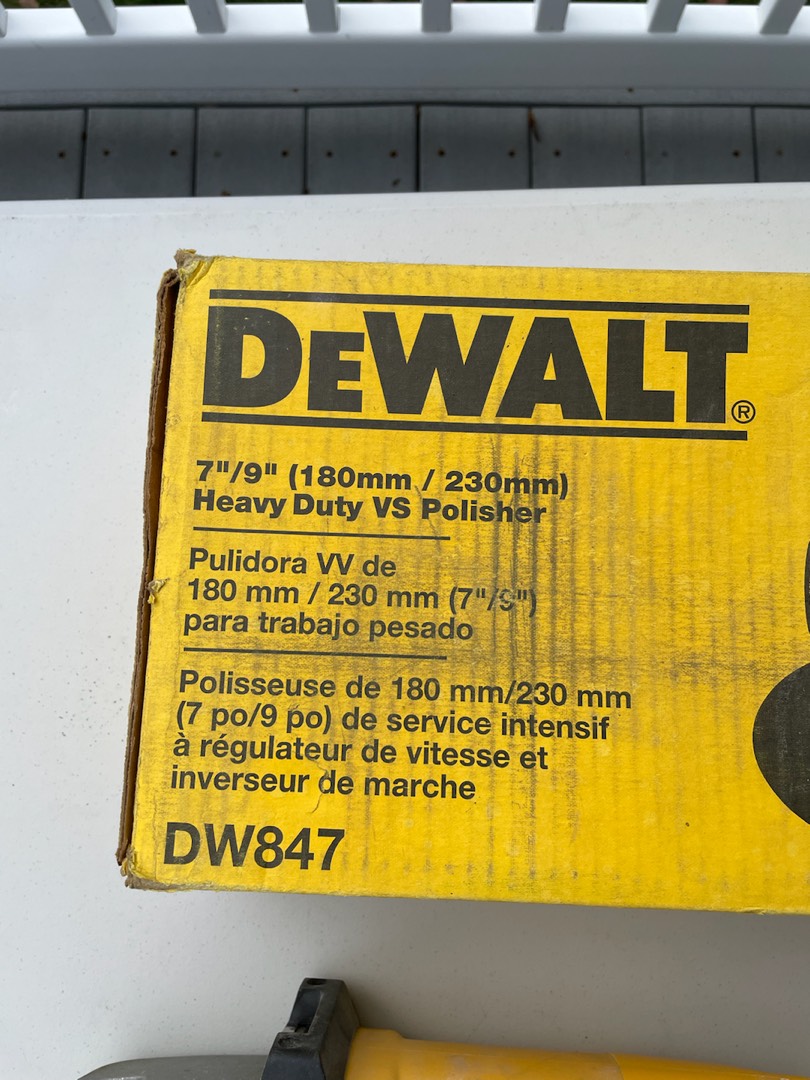 DEWALT®
7"/9" (180mm / 230mm)
Heavy Duty VS Polisher
Pulidora VV de
180 mm / 230 mm (7"/9")
para trabajo pesado
Polisseuse de 180 mm/230 mm
(7 po/9 po) de service intensif
à régulateur de vitesse et
inverseur de marche
DW847